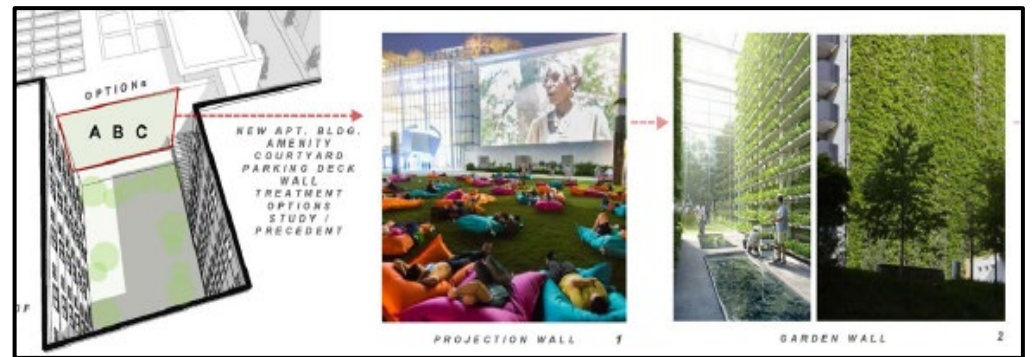 OPTIONs
A B C
NEW APT. BLDG.
AMENITY
COURTYARD
PARKING DECK
WALL
TREATMENT
OPTIONS
STUDY /
PRECEDENT
OF
PROJECTION WALL 1
GARDEN WALL 2